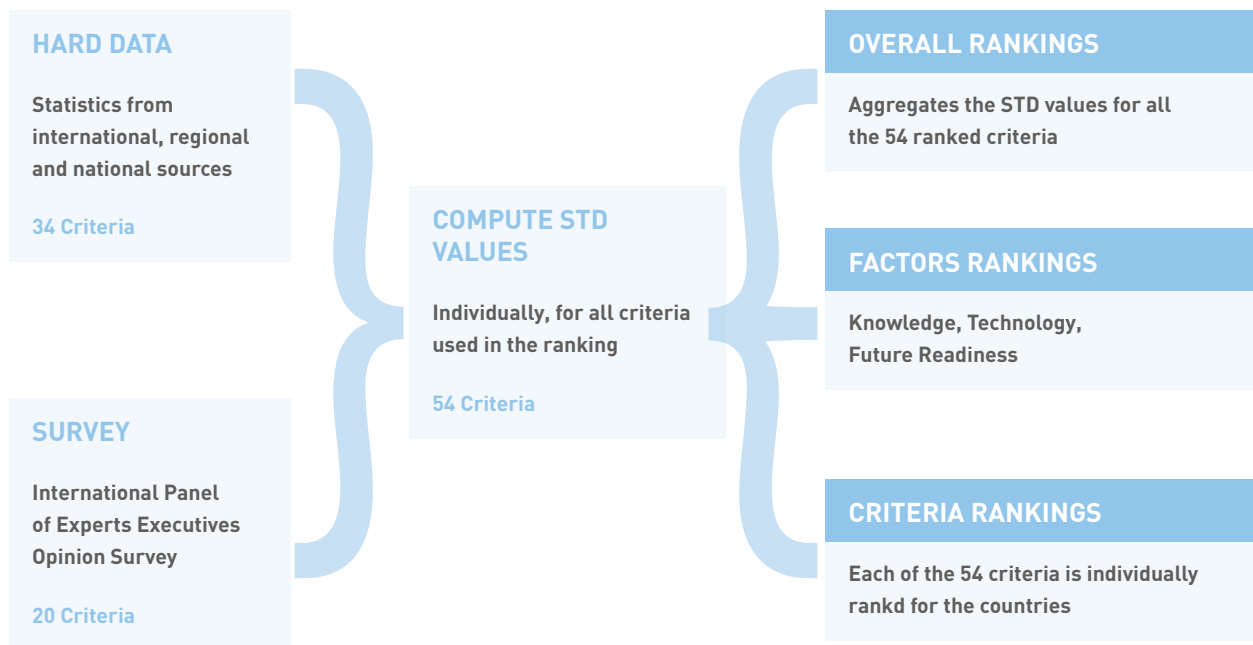 HARD DATA
Statistics from
international, regional
and national sources
34 Criteria
SURVEY
International Panel
of Experts Executives
Opinion Survey
20 Criteria
COMPUTE STD
VALUES
Individually, for all criteria
used in the ranking
54 Criteria
OVERALL RANKINGS
Aggregates the STD values for all
the 54 ranked criteria
FACTORS RANKINGS
Knowledge, Technology,
Future Readiness
CRITERIA RANKINGS
Each of the 54 criteria is individually
rankd for the countries